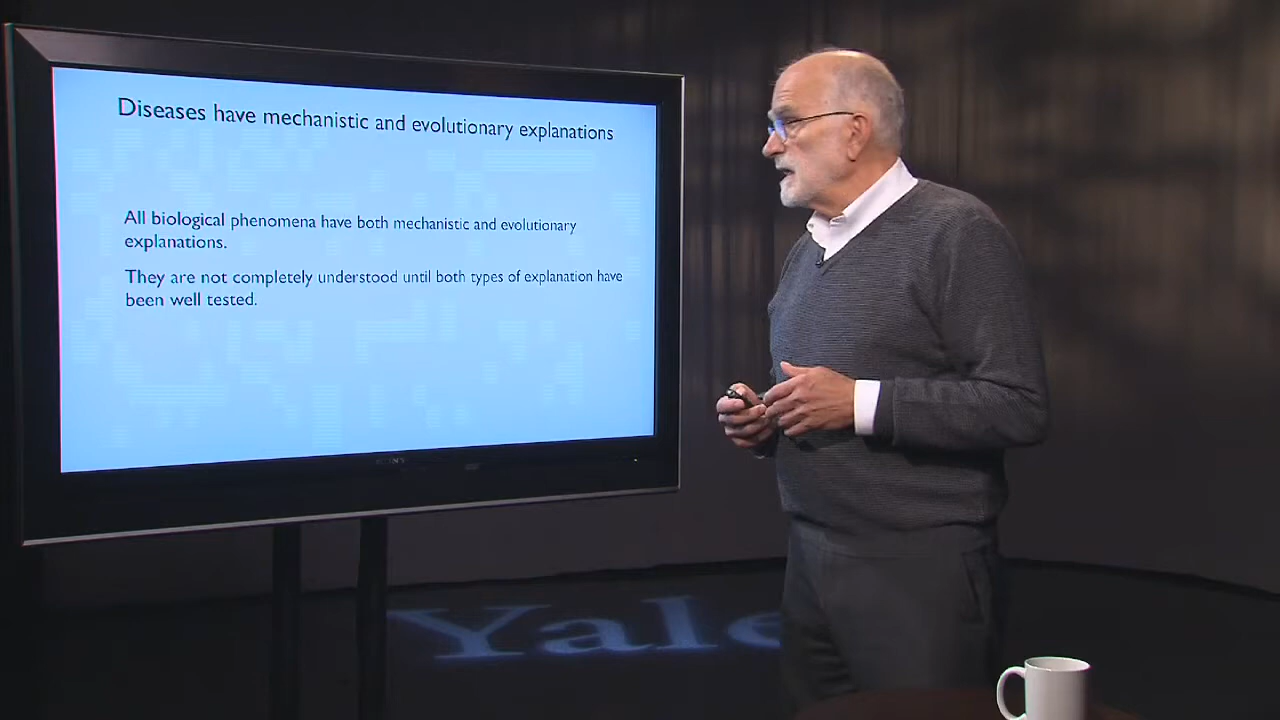 Diseases have mechanistic and evolutionary explanations
All biological phenomena have both mechanistic and evolutionary
explanations.
They are not completely understood until both types of explanation have
been well tested.
SONY
Yale